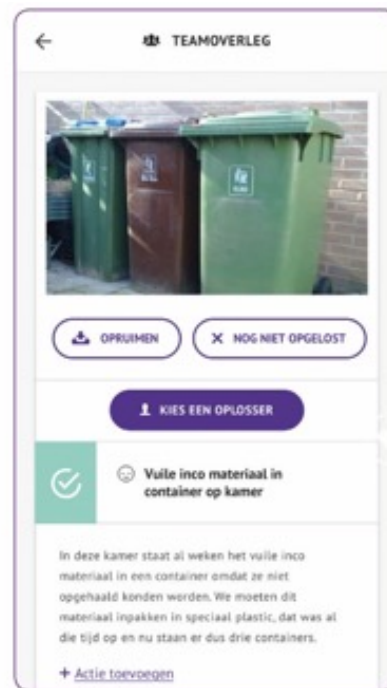 TEAMOVERLEG
OPRUIMEN
NOG NIET OPGELOST
KIES EEN OPLOSSER
Vuile inco materiaal in
container op kamer
In deze kamer staat al weken het vuile inco
materiaal in een container omdat ze niet
opgehaald konden worden. We moeten dit
materiaal inpakken in speciaal plastic, dat was al
die tijd op en nu staan er dus drie containers.
+ Actie toevoegen